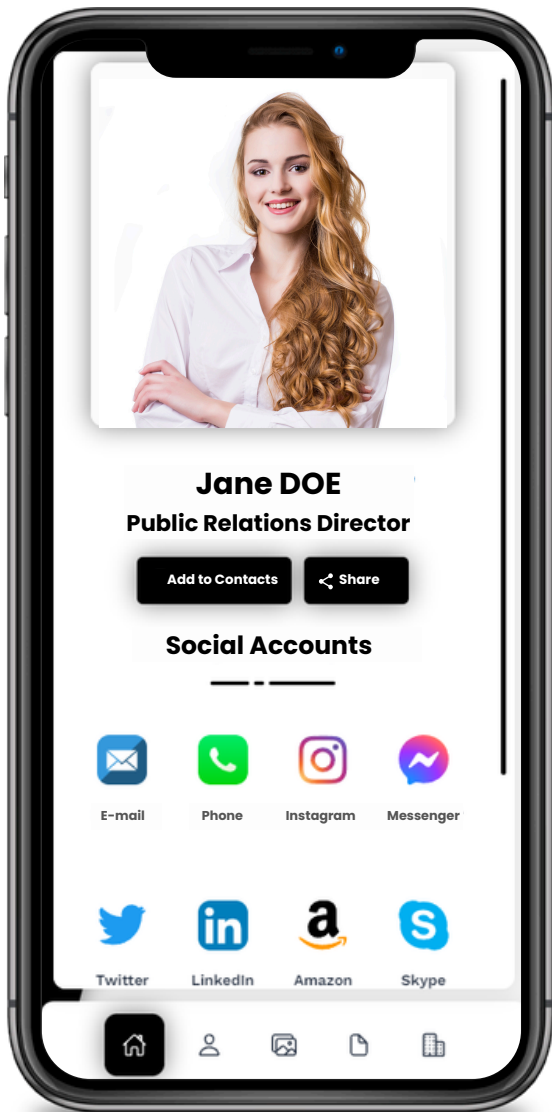 Jane DOE
Public Relations Director
Add to Contacts Share
Social Accounts
E-mail Phone Instagram Messenger
in a S
Twitter LinkedIn Amazon Skype